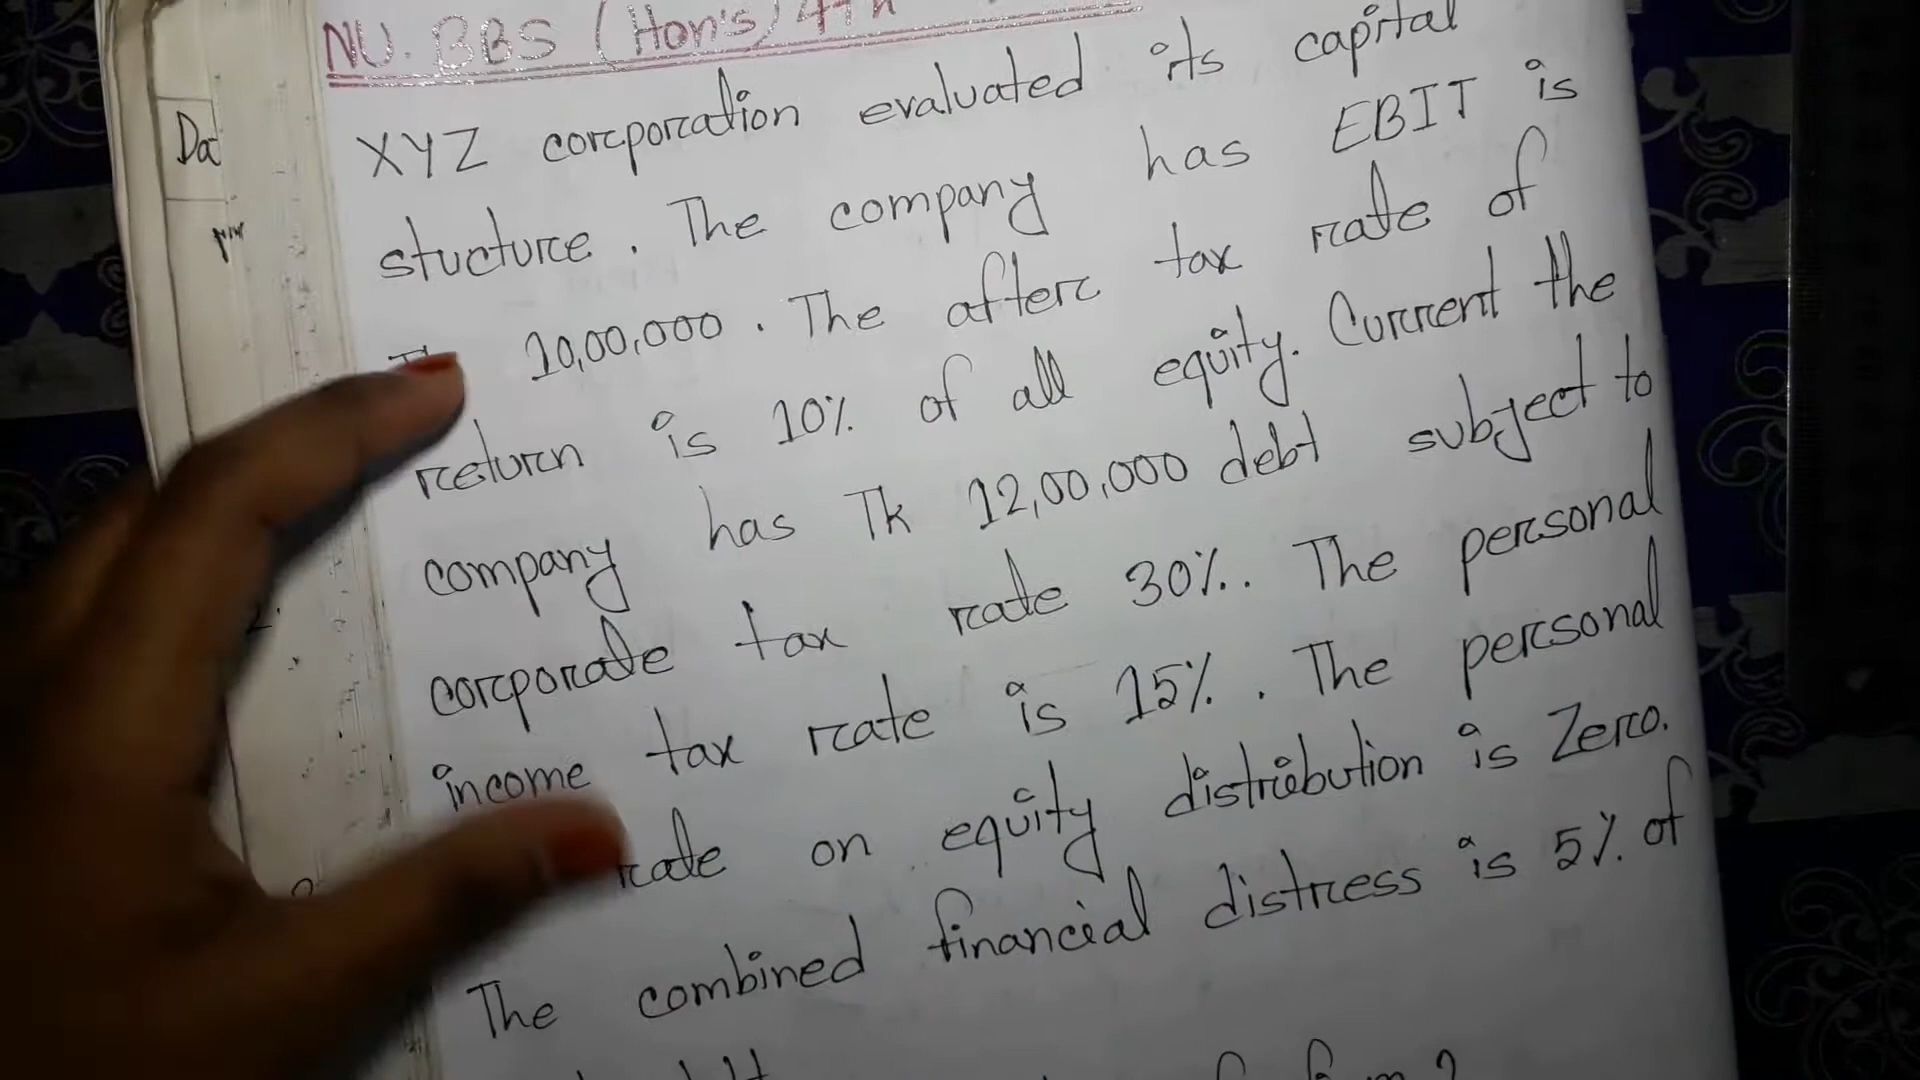 NU. BBS (Hon's) 4th
Dat
XYZ corporation evaluated its capital
stucture. The company has EBIT is
10,00,000. The after tax rate of
return is 10% of all equity. Current the
company has Tk 12,00,000 debt subject to
corporate tax rate 30%. The personal
income tax rate is 15%. The personal
rate on equity distribution is Zero.
The combined financial distress is 5% of